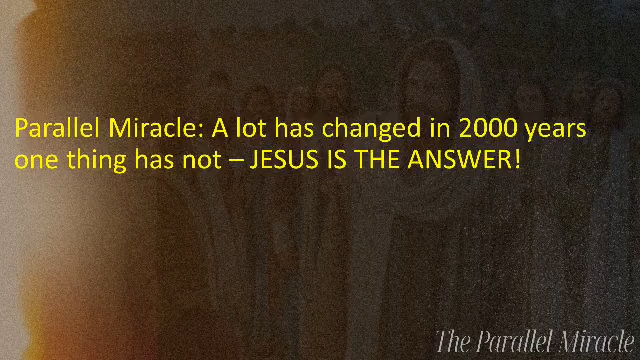 Parallel Miracle: A lot has changed in 2000 years
one thing has not – JESUS IS THE ANSWER!
The Parallel Miracle